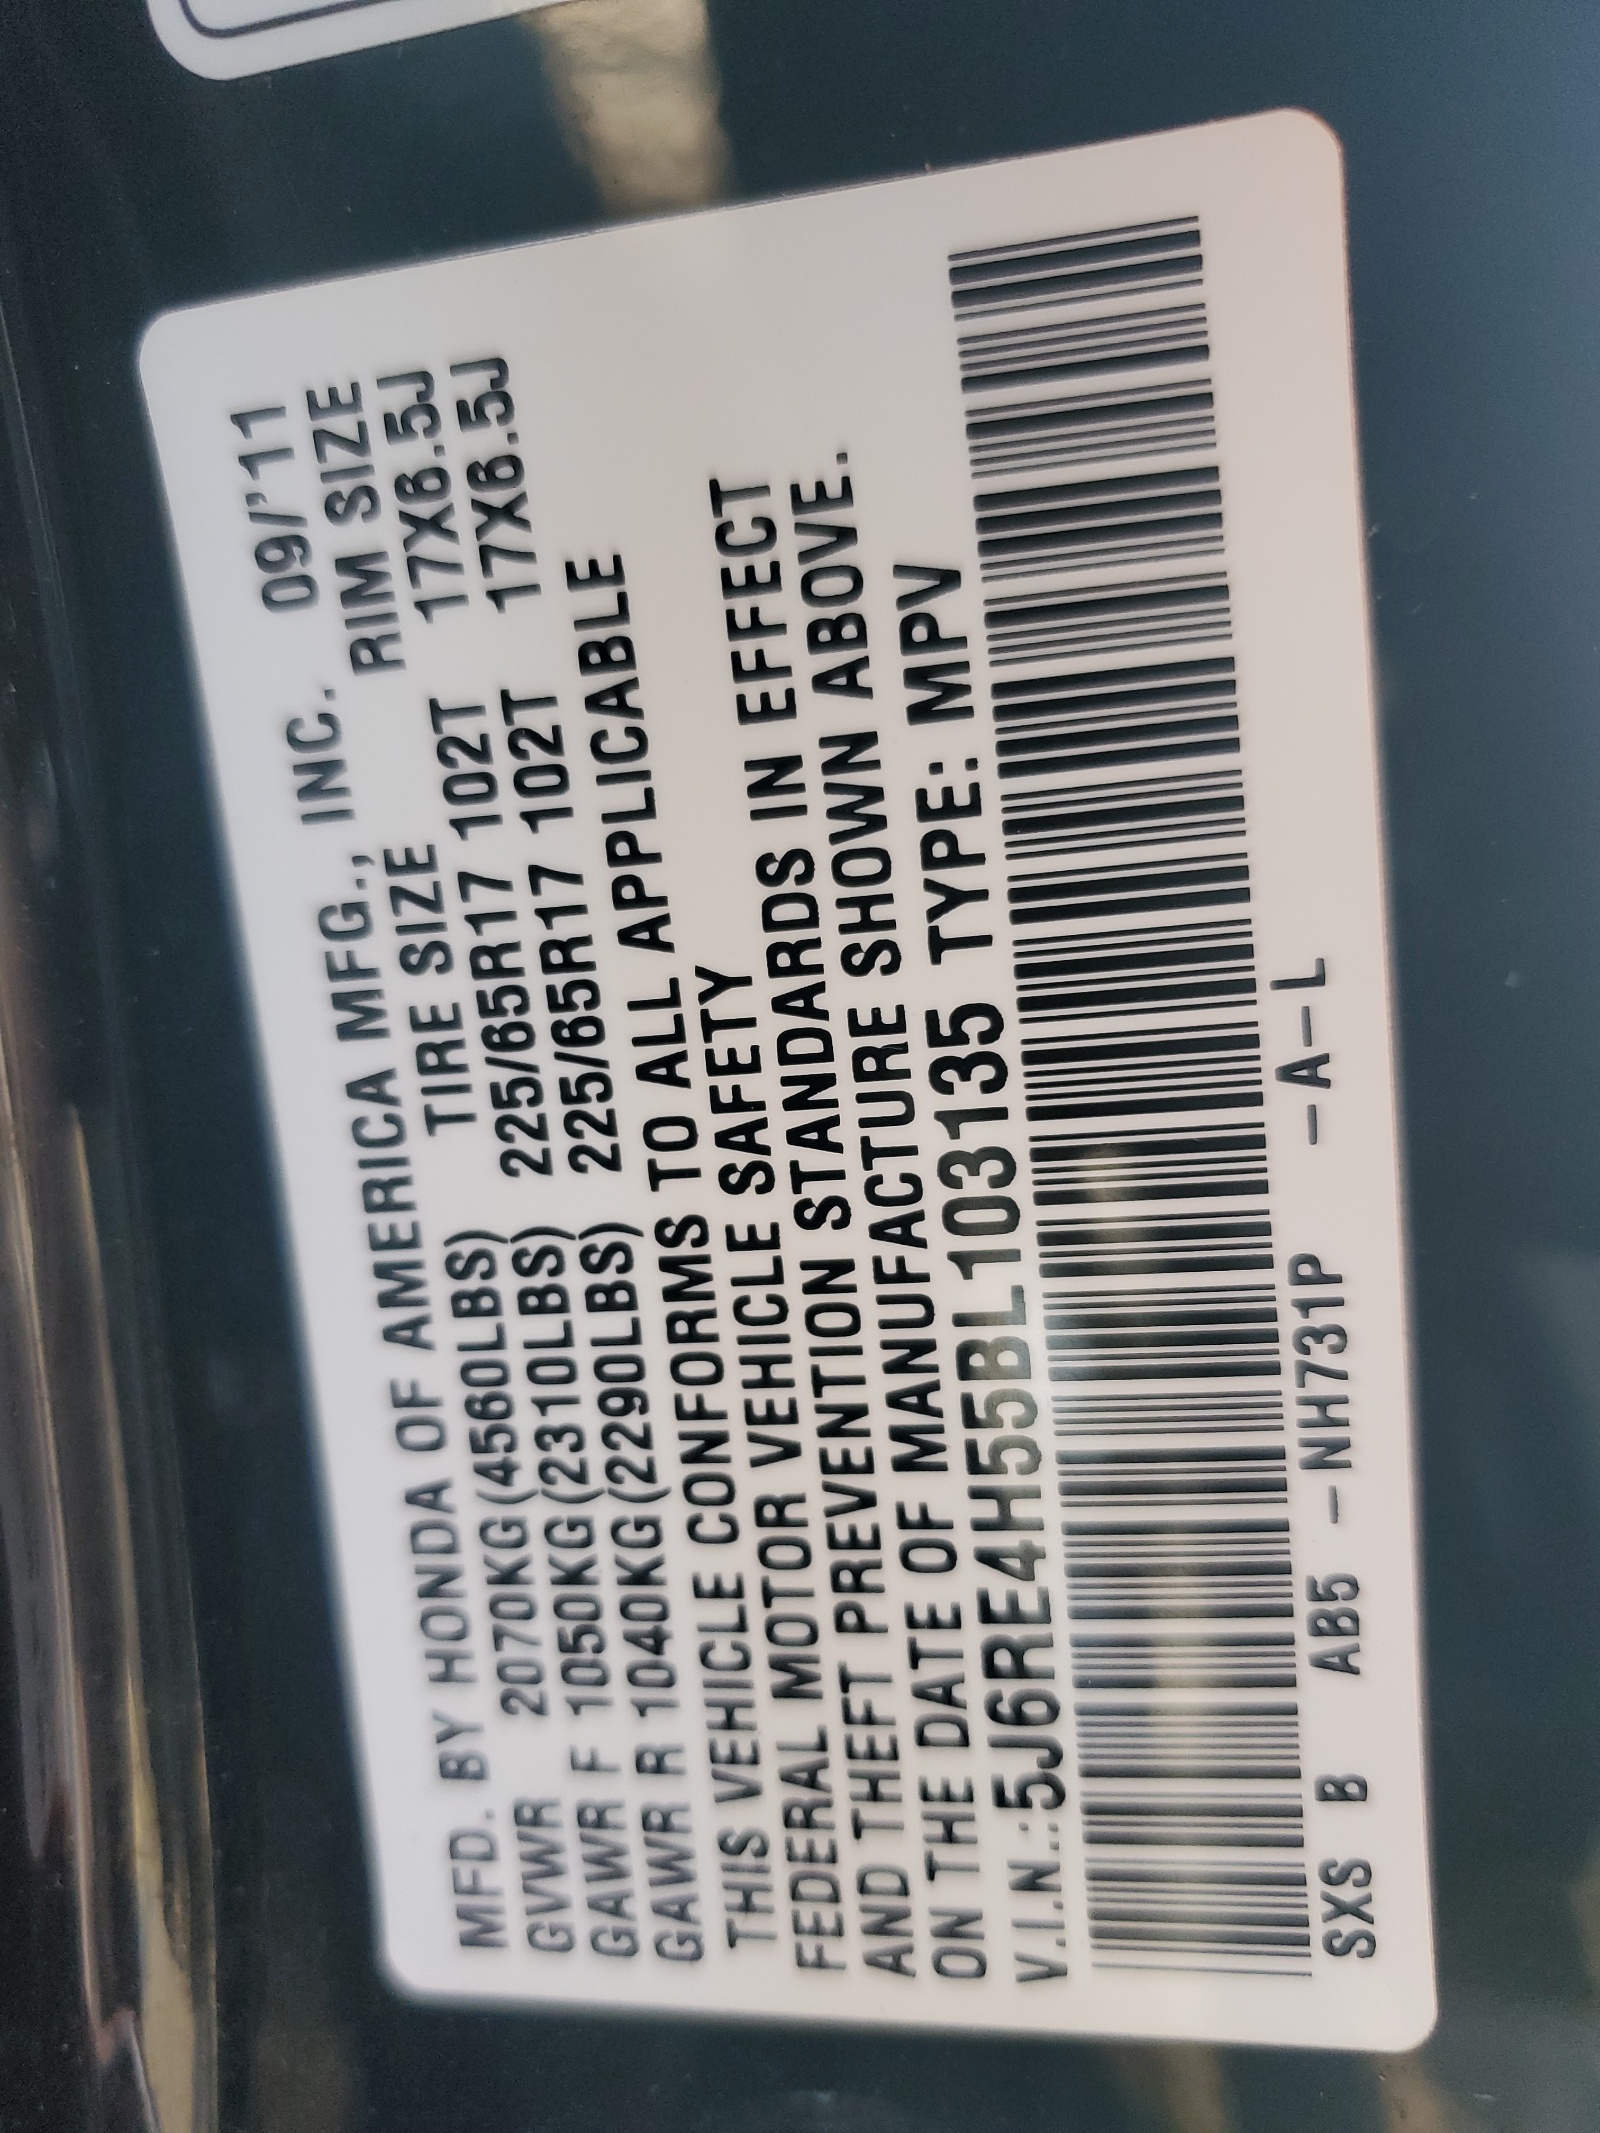 MFD. BY HONDA OF AMERICA MFG., INC. 09/'11
TIRE SIZE RIM SIZE
GVWR 2070KG(4560LBS)
GAWR F 1050KG(2310LBS) 225/65R17 102T 17X6.5J
GAWR R 1040KG(2290LBS) 225/65R17 102T 17X6.5J
THIS VEHICLE CONFORMS TO ALL APPLICABLE
FEDERAL MOTOR VEHICLE SAFETY
AND THEFT PREVENTION STANDARDS IN EFFECT
ON THE DATE OF MANUFACTURE SHOWN ABOVE.
V.I.N.:5J6RE4H55BL103135 TYPE: MPV
SXS B AB5 -NH731P -A-L